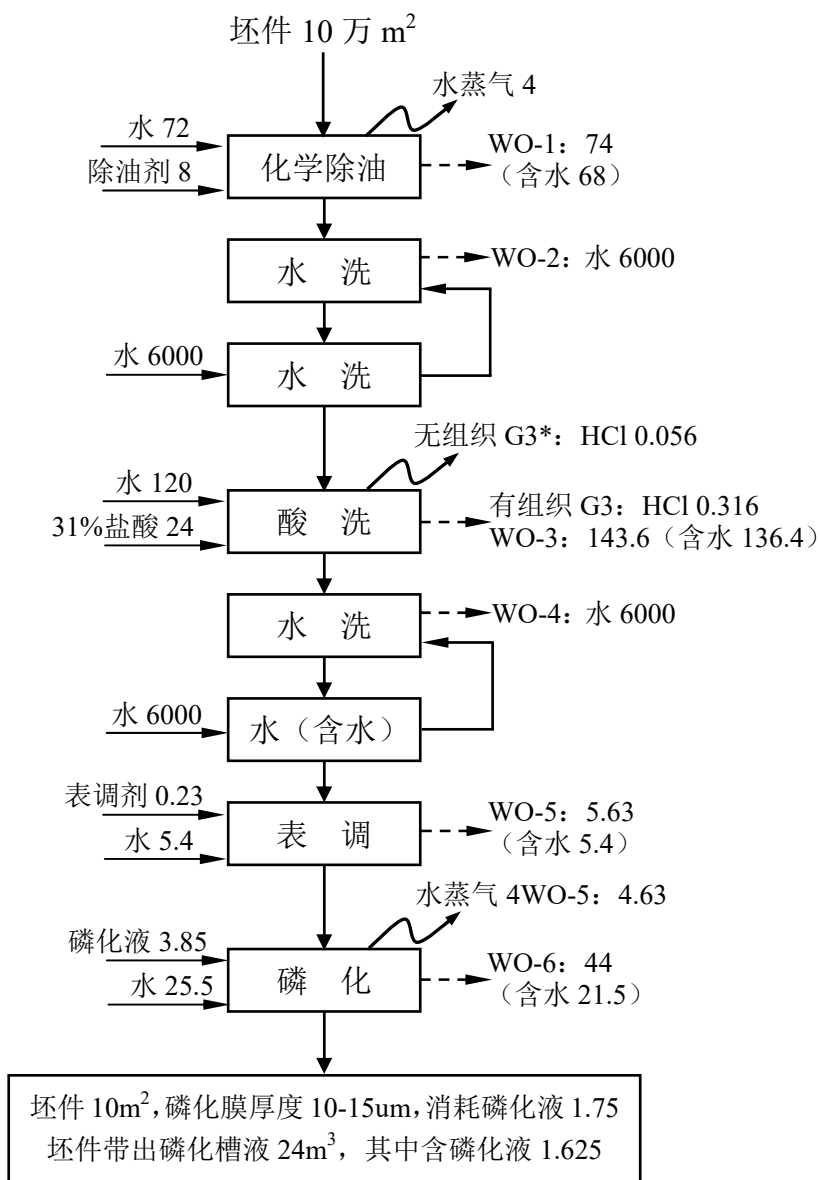 坯件 10 万 m²
水蒸气 4
水 72
除油剂 8
化学除油
WO-1：74
（含水 68）
水 洗
WO-2：水 6000
水 6000
水 洗
无组织 G3*：HCl 0.056
水 120
31%盐酸 24
酸 洗
有组织 G3：HCl 0.316
WO-3：143.6（含水 136.4）
水 洗
WO-4：水 6000
水 6000
水（含水）
表调剂 0.23
水 5.4
表 调
WO-5：5.63
（含水 5.4）
水蒸气 4WO-5：4.63
磷化液 3.85
水 25.5
磷 化
WO-6：44
（含水 21.5）
坯件 10m²，磷化膜厚度 10-15um，消耗磷化液 1.75
坯件带出磷化槽液 24m³，其中含磷化液 1.625